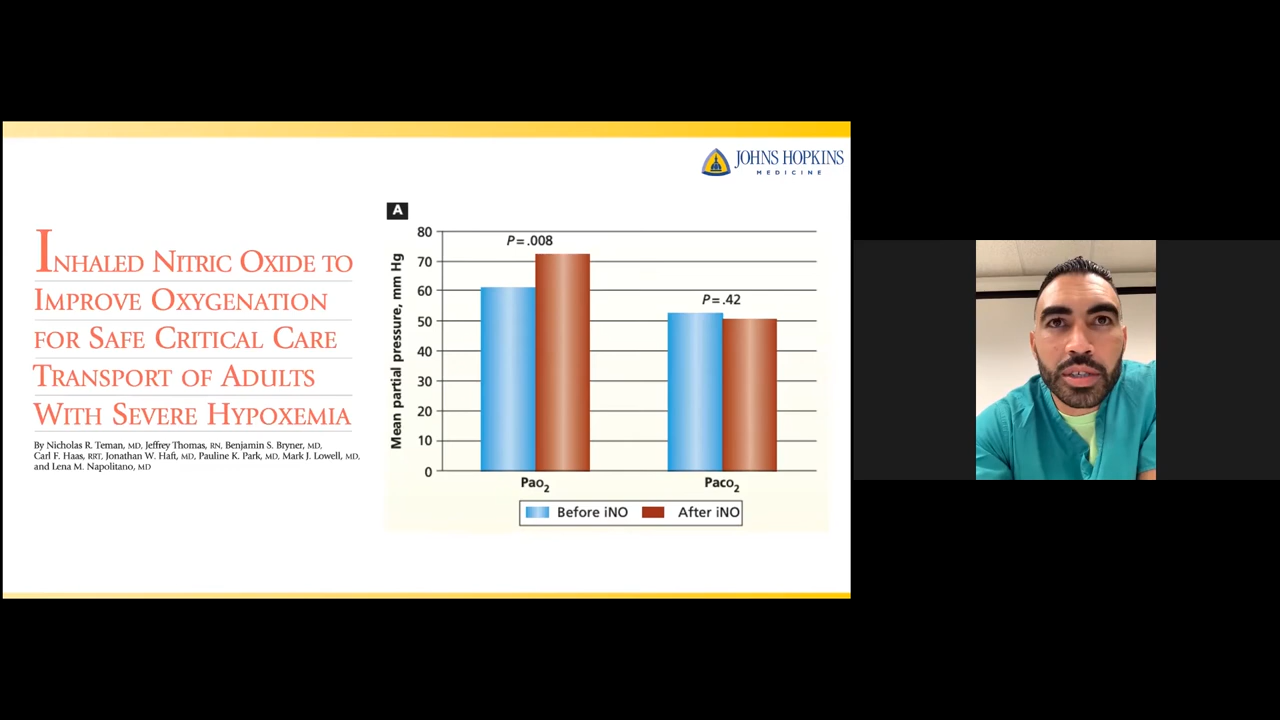 JOHNS HOPKINS
MEDICINE
INHALED NITRIC OXIDE TO
IMPROVE OXYGENATION
FOR SAFE CRITICAL CARE
TRANSPORT OF ADULTS
WITH SEVERE HYPOXEMIA
By Nicholas R. Teman, MD, Jeffrey Thomas, RN, Benjamin S. Bryner, MD,
Carl F. Haas, RRT, Jonathan W. Haft, MD, Pauline K. Park, MD, Mark J. Lowell, MD,
and Lena M. Napolitano, MD
A
Mean partial pressure, mm Hg
80
70
60
50
40
30
20
10
0
P = .008
P = .42
Pao2
Paco2
Before iNO
After iNO